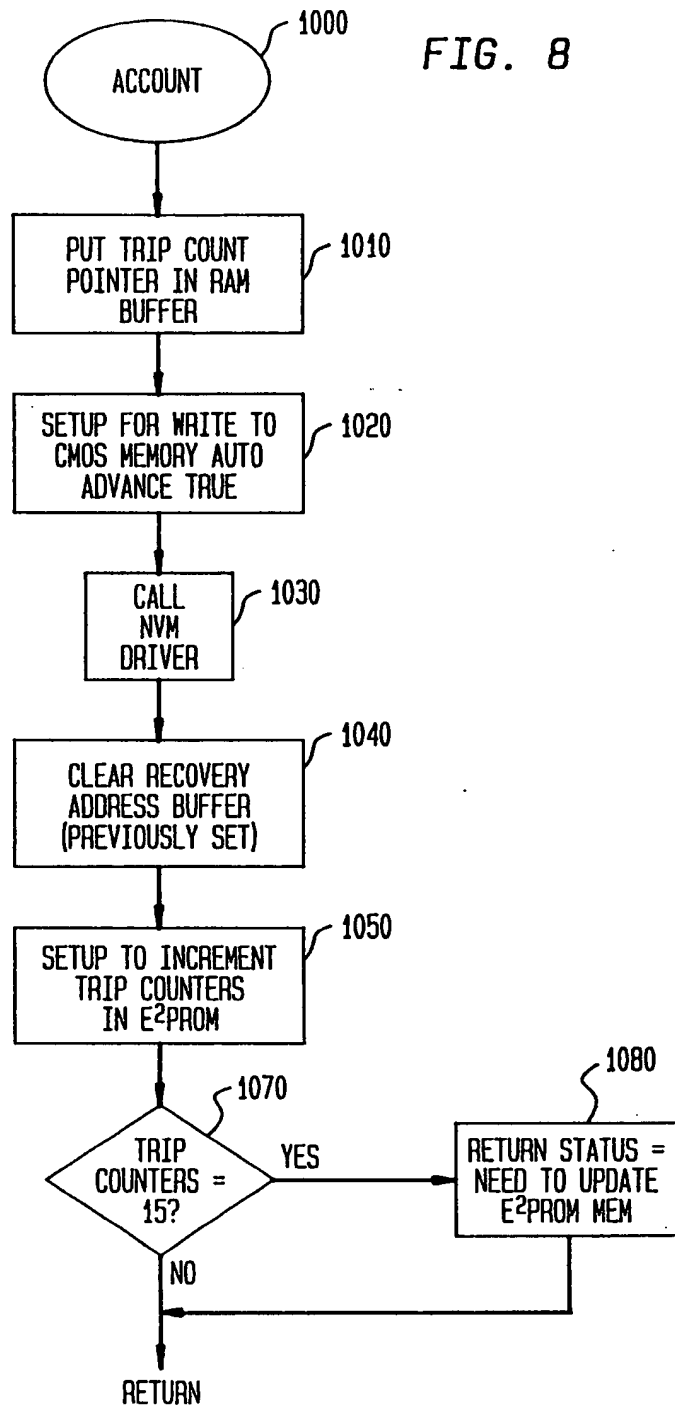 FIG. 8
1000
ACCOUNT
1010
PUT TRIP COUNT
POINTER IN RAM
BUFFER
1020
SETUP FOR WRITE TO
CMOS MEMORY AUTO
ADVANCE TRUE
1030
CALL
NVM
DRIVER
1040
CLEAR RECOVERY
ADDRESS BUFFER
(PREVIOUSLY SET)
1050
SETUP TO INCREMENT
TRIP COUNTERS
IN E²PROM
1070
TRIP
COUNTERS =
15?
YES
1080
RETURN STATUS =
NEED TO UPDATE
E²PROM MEM
NO
RETURN